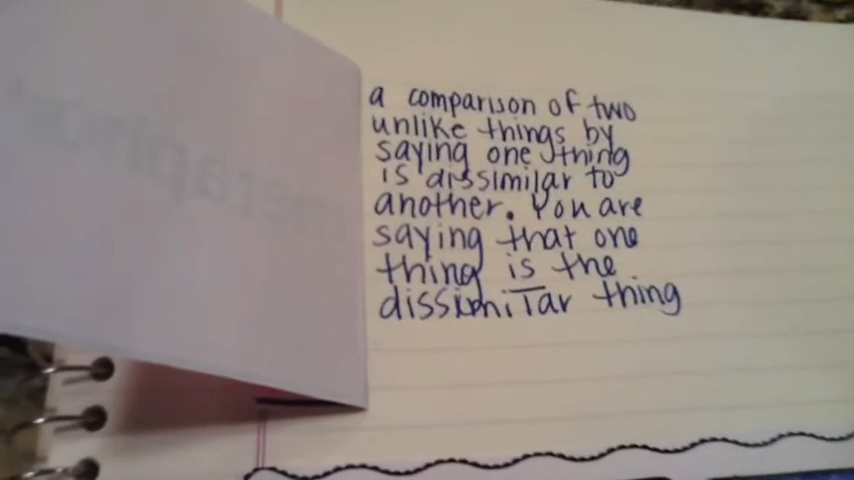 a comparison of two
unlike things by
saying one thing
is dissimilar to
another. You are
saying that one
thing is the
dissimilar thing